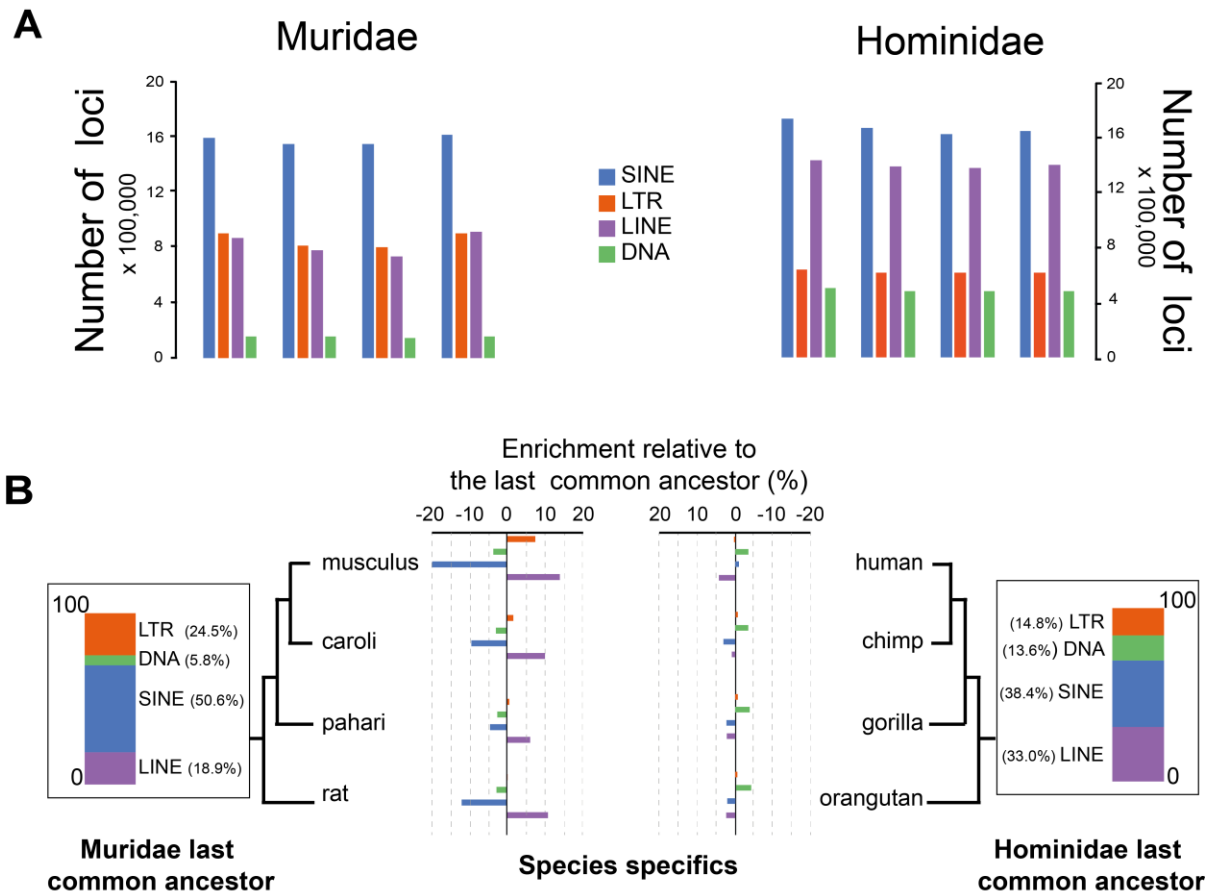 A
Muridae
Hominidae
Number of loci
x 100,000
20
16
12
8
4
0
SINE
LTR
LINE
DNA
20
16
12
8
4
0
Number of loci
x 100,000
B
Enrichment relative to
the last common ancestor (%)
-20 -10 0 10 20
20 10 0 -10 -20
musculus
caroli
pahari
rat
human
chimp
gorilla
orangutan
100
LTR (24.5%)
DNA (5.8%)
SINE (50.6%)
LINE (18.9%)
0
100
(14.8%) LTR
(13.6%) DNA
(38.4%) SINE
(33.0%) LINE
0
Muridae last
common ancestor
Species specifics
Hominidae last
common ancestor